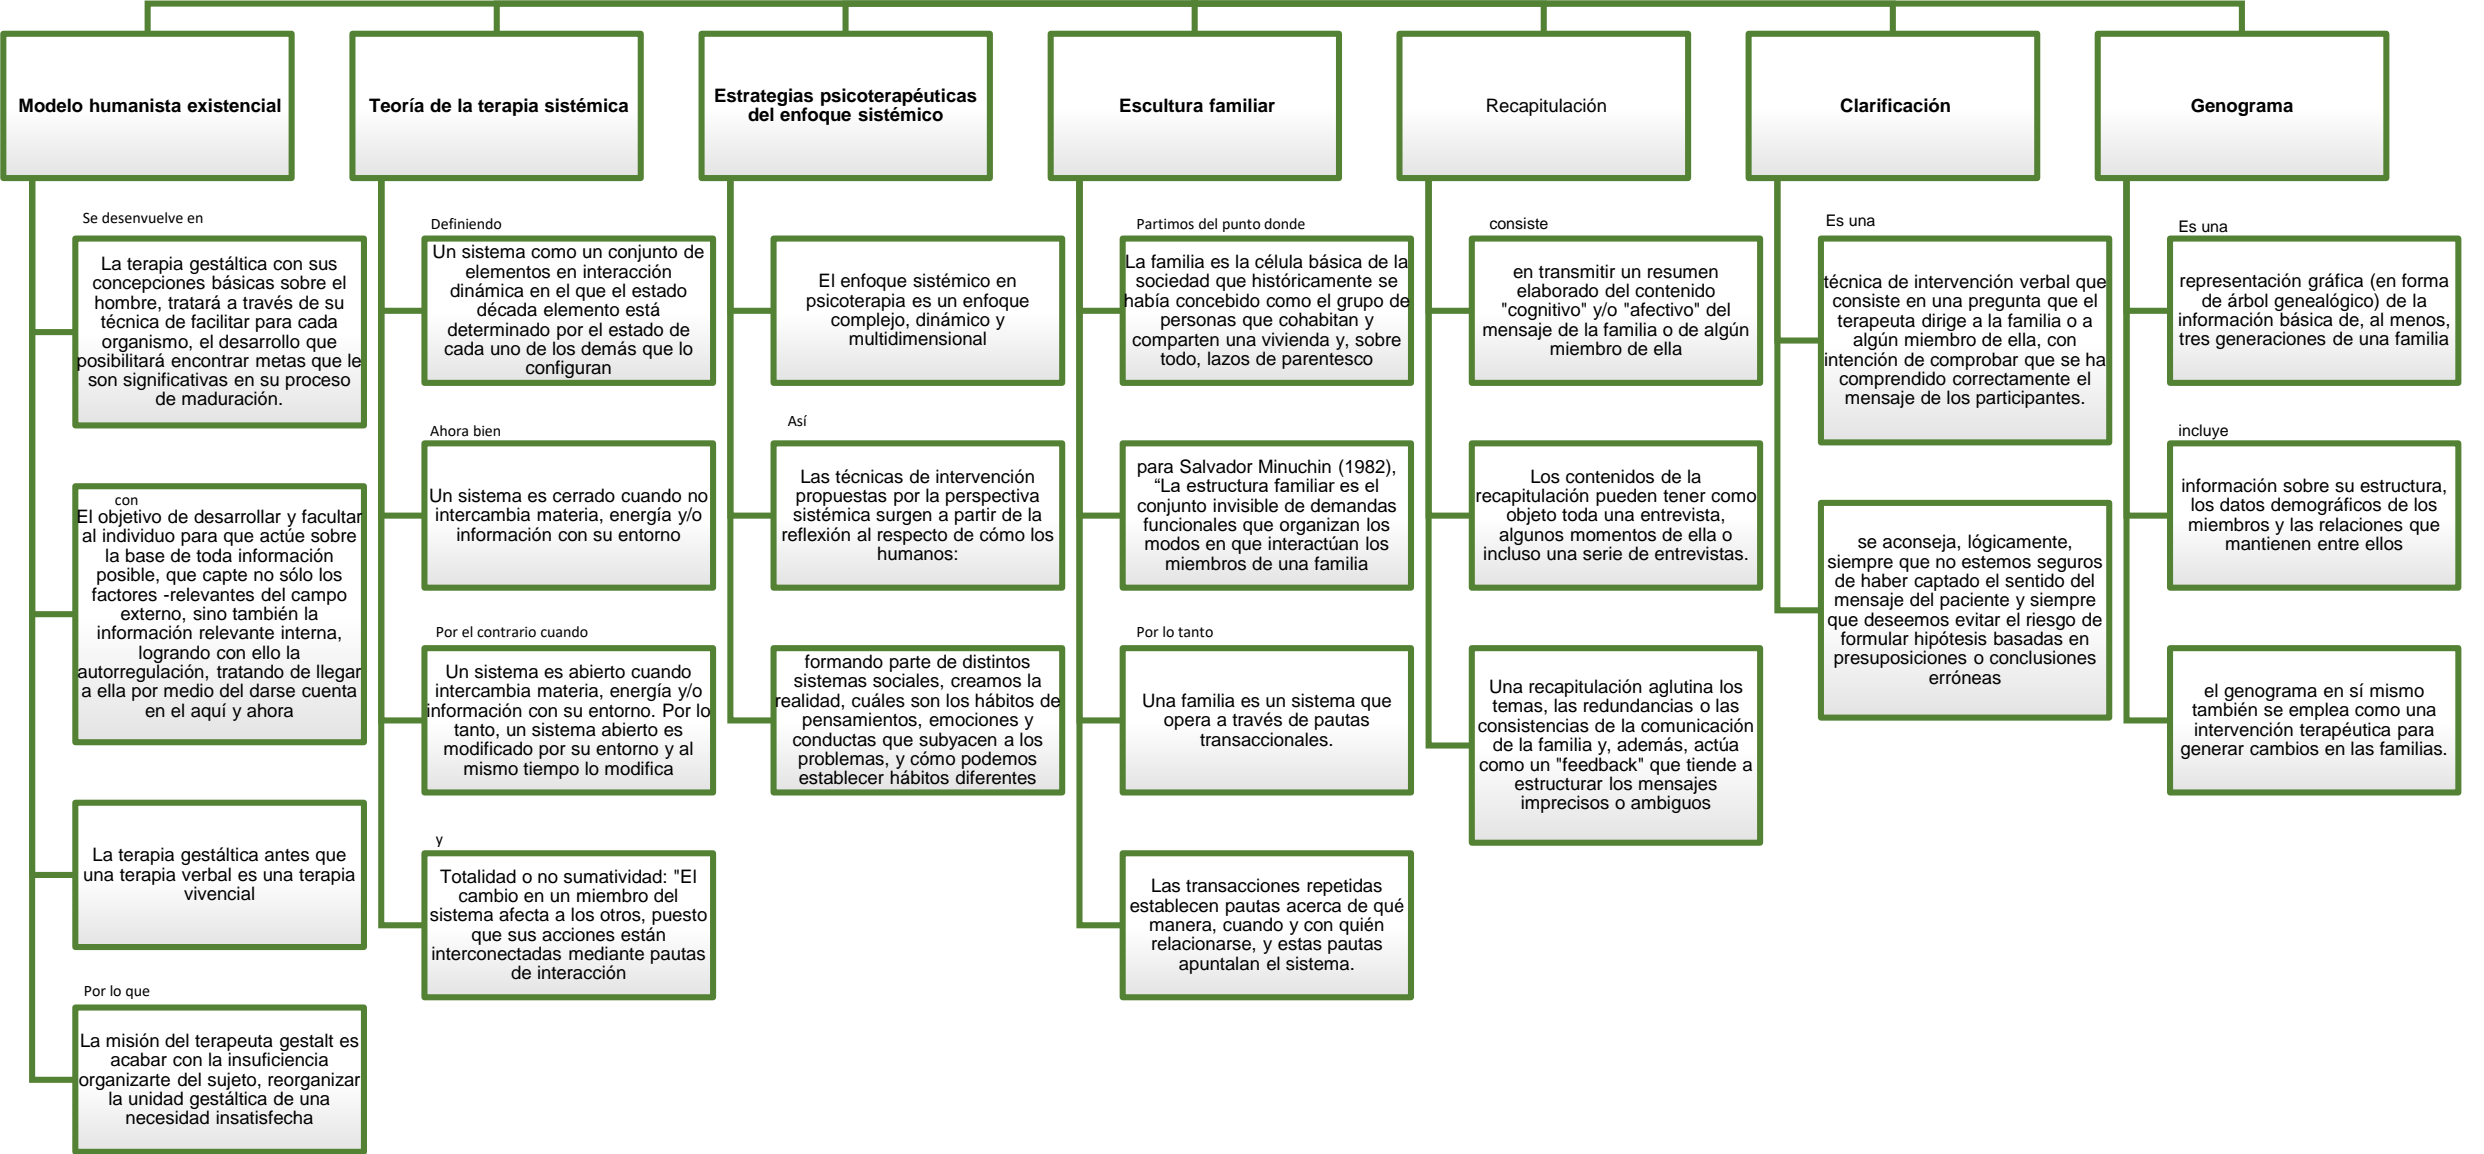 Modelo humanista existencial
Se desenvuelve en
La terapia gestáltica con sus
concepciones básicas sobre el
hombre, tratará a través de su
técnica de facilitar para cada
organismo, el desarrollo que
posibilitará encontrar metas que le
son significativas en su proceso
de maduración.
con
El objetivo de desarrollar y facultar
al individuo para que actúe sobre
la base de toda información
posible, que capte no sólo los
factores -relevantes del campo
externo, sino también la
información relevante interna,
logrando con ello la
autorregulación, tratando de llegar
a ella por medio del darse cuenta
en el aquí y ahora
La terapia gestáltica antes que
una terapia verbal es una terapia
vivencial
Por lo que
La misión del terapeuta gestalt es
acabar con la insuficiencia
organizarte del sujeto, reorganizar
la unidad gestáltica de una
necesidad insatisfecha
Teoría de la terapia sistémica
Definiendo
Un sistema como un conjunto de
elementos en interacción
dinámica en el que el estado
década elemento está
determinado por el estado de
cada uno de los demás que lo
configuran
Ahora bien
Un sistema es cerrado cuando no
intercambia materia, energía y/o
información con su entorno
Por el contrario cuando
Un sistema es abierto cuando
intercambia materia, energía y/o
información con su entorno. Por lo
tanto, un sistema abierto es
modificado por su entorno y al
mismo tiempo lo modifica
y
Totalidad o no sumatividad: "El
cambio en un miembro del
sistema afecta a los otros, puesto
que sus acciones están
interconectadas mediante pautas
de interacción
Estrategias psicoterapéuticas
del enfoque sistémico
El enfoque sistémico en
psicoterapia es un enfoque
complejo, dinámico y
multidimensional
Así
Las técnicas de intervención
propuestas por la perspectiva
sistémica surgen a partir de la
reflexión al respecto de cómo los
humanos:
formando parte de distintos
sistemas sociales, creamos la
realidad, cuáles son los hábitos de
pensamientos, emociones y
conductas que subyacen a los
problemas, y cómo podemos
establecer hábitos diferentes
Escultura familiar
Partimos del punto donde
La familia es la célula básica de la
sociedad que históricamente se
había concebido como el grupo de
personas que cohabitan y
comparten una vivienda y, sobre
todo, lazos de parentesco
para Salvador Minuchin (1982),
“La estructura familiar es el
conjunto invisible de demandas
funcionales que organizan los
modos en que interactúan los
miembros de una familia
Por lo tanto
Una familia es un sistema que
opera a través de pautas
transaccionales.
Las transacciones repetidas
establecen pautas acerca de qué
manera, cuando y con quién
relacionarse, y estas pautas
apuntalan el sistema.
Recapitulación
consiste
en transmitir un resumen
elaborado del contenido
"cognitivo" y/o "afectivo" del
mensaje de la familia o de algún
miembro de ella
Los contenidos de la
recapitulación pueden tener como
objeto toda una entrevista,
algunos momentos de ella o
incluso una serie de entrevistas.
Una recapitulación aglutina los
temas, las redundancias o las
consistencias de la comunicación
de la familia y, además, actúa
como un "feedback" que tiende a
estructurar los mensajes
imprecisos o ambiguos
Clarificación
Es una
técnica de intervención verbal que
consiste en una pregunta que el
terapeuta dirige a la familia o a
algún miembro de ella, con
intención de comprobar que se ha
comprendido correctamente el
mensaje de los participantes.
se aconseja, lógicamente,
siempre que no estemos seguros
de haber captado el sentido del
mensaje del paciente y siempre
que deseemos evitar el riesgo de
formular hipótesis basadas en
presuposiciones o conclusiones
erróneas
Genograma
Es una
representación gráfica (en forma
de árbol genealógico) de la
información básica de, al menos,
tres generaciones de una familia
incluye
información sobre su estructura,
los datos demográficos de los
miembros y las relaciones que
mantienen entre ellos
el genograma en sí mismo
también se emplea como una
intervención terapéutica para
generar cambios en las familias.